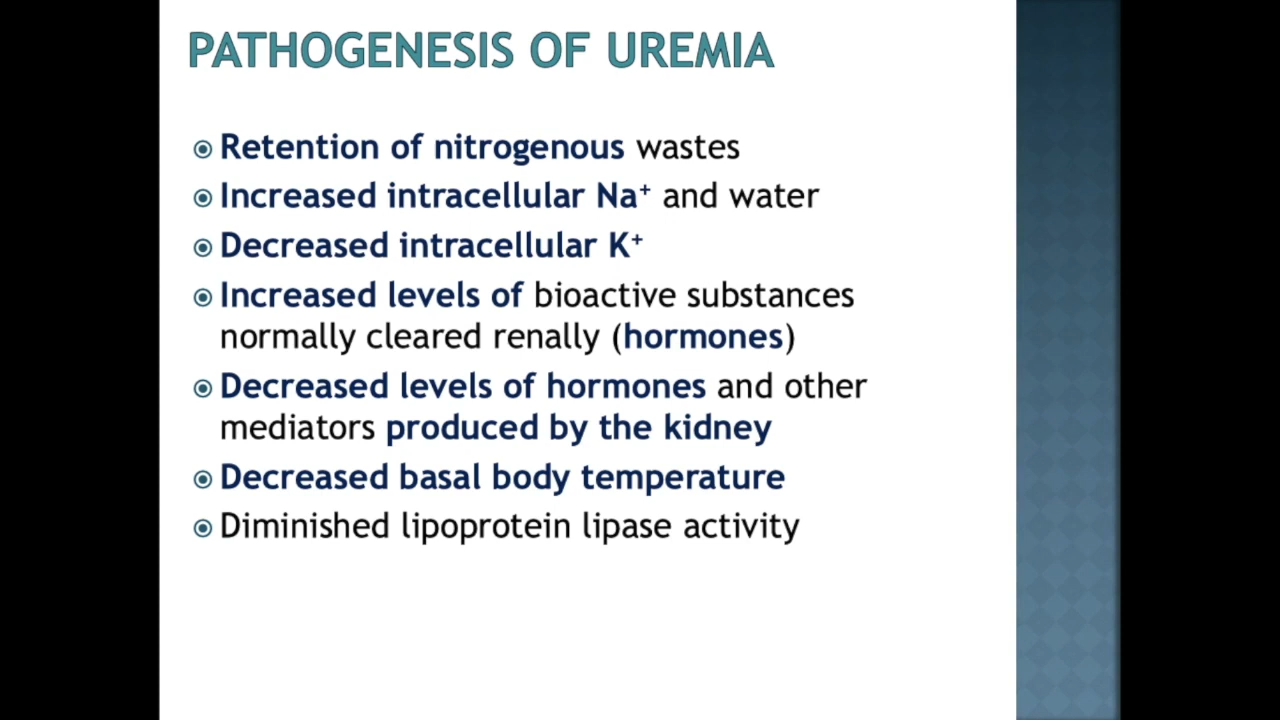 PATHOGENESIS OF UREMIA
Retention of nitrogenous wastes
Increased intracellular Na⁺ and water
Decreased intracellular K⁺
Increased levels of bioactive substances
normally cleared renally (hormones)
Decreased levels of hormones and other
mediators produced by the kidney
Decreased basal body temperature
Diminished lipoprotein lipase activity